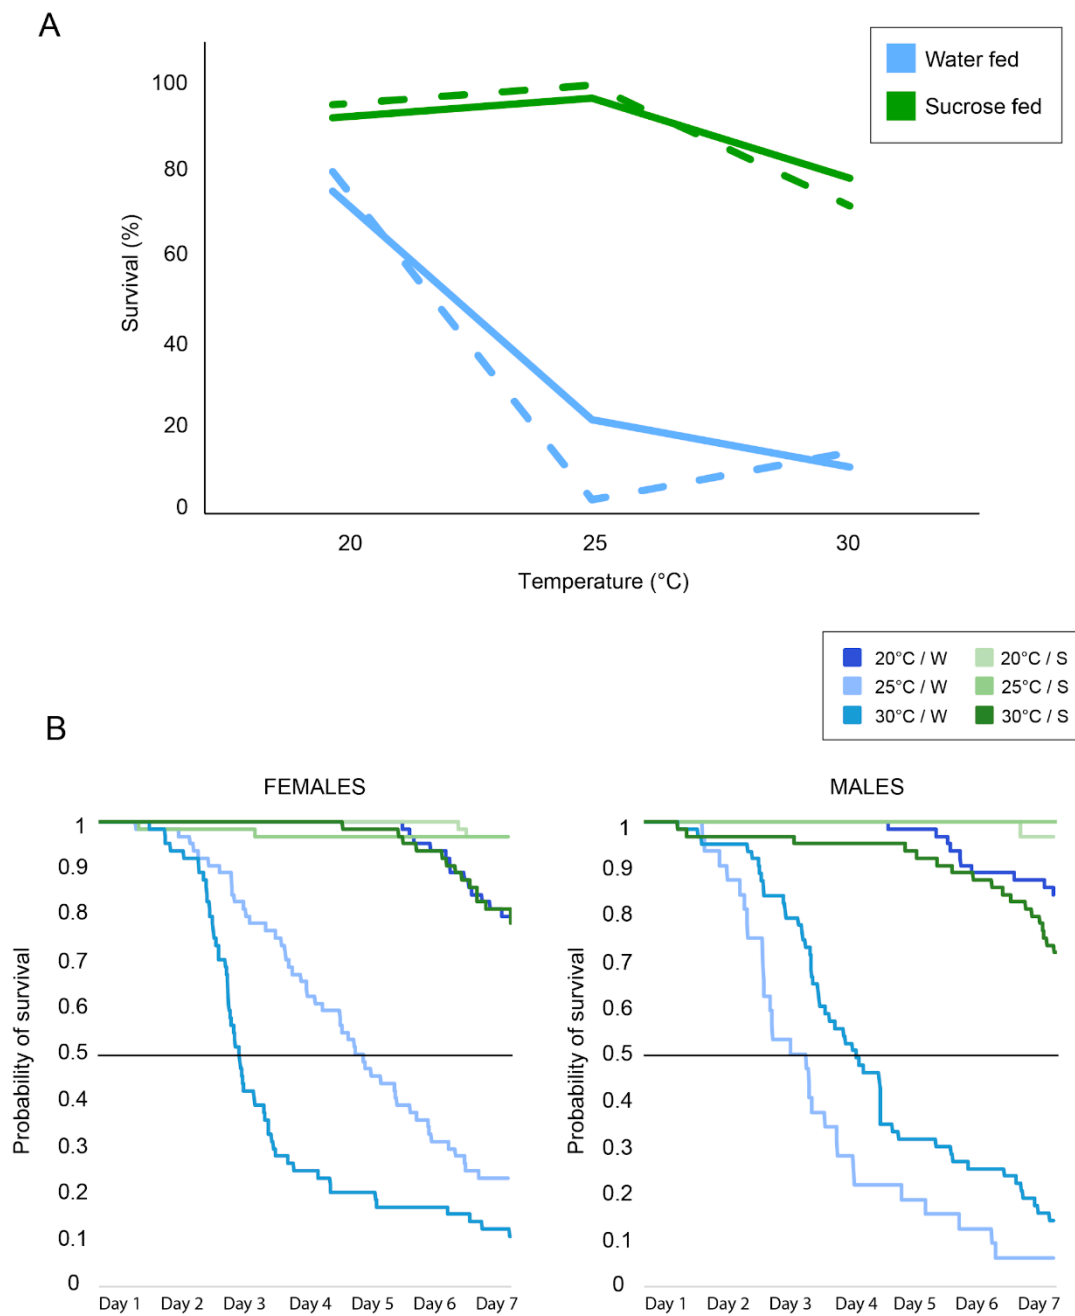 A
Water fed
Sucrose fed
100
80
60
40
20
0
Survival (%)
20 25 30
Temperature (°C)
20°C / W 20°C / S
25°C / W 25°C / S
30°C / W 30°C / S
B
FEMALES
1
0.9
0.8
0.7
0.6
0.5
0.4
0.3
0.2
0.1
0
Probability of survival
Day 1 Day 2 Day 3 Day 4 Day 5 Day 6 Day 7
MALES
1
0.9
0.8
0.7
0.6
0.5
0.4
0.3
0.2
0.1
0
Probability of survival
Day 1 Day 2 Day 3 Day 4 Day 5 Day 6 Day 7